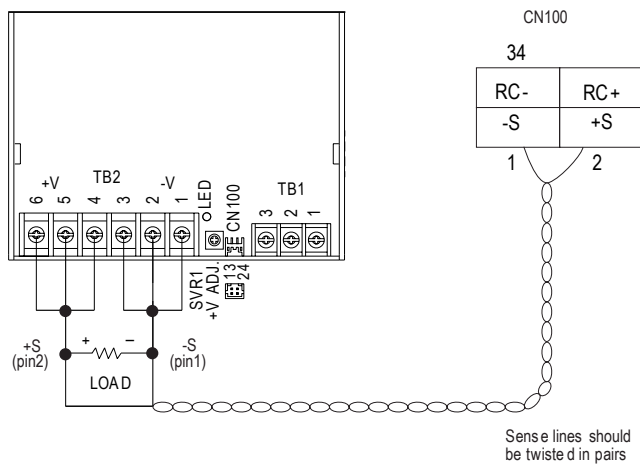 CN100
34
RC- RC+
-S +S
1 2
+V TB2 -V
6 5 4 3 2 1
LED
CN100
TB1
3 2 1
SVR1
+V ADJ.
13
24
+S
(pin2)
+ −
-S
(pin1)
LOAD
Sense lines should
be twisted in pairs